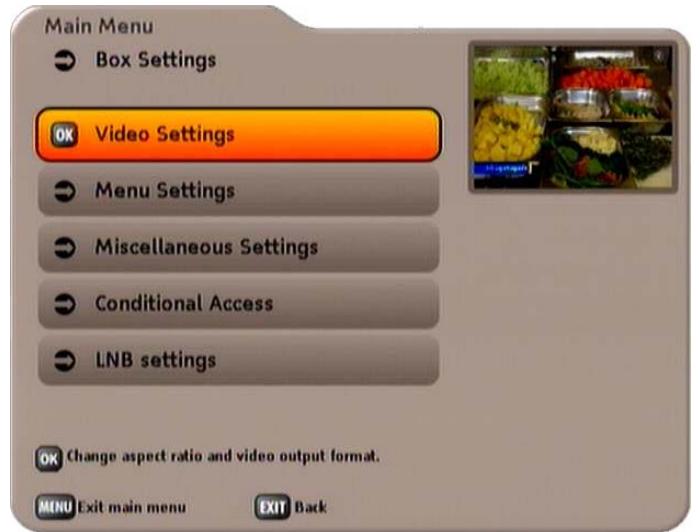 Main Menu
Box Settings
OK Video Settings
Menu Settings
Miscellaneous Settings
Conditional Access
LNB settings
OK Change aspect ratio and video output format.
MENU Exit main menu EXIT Back